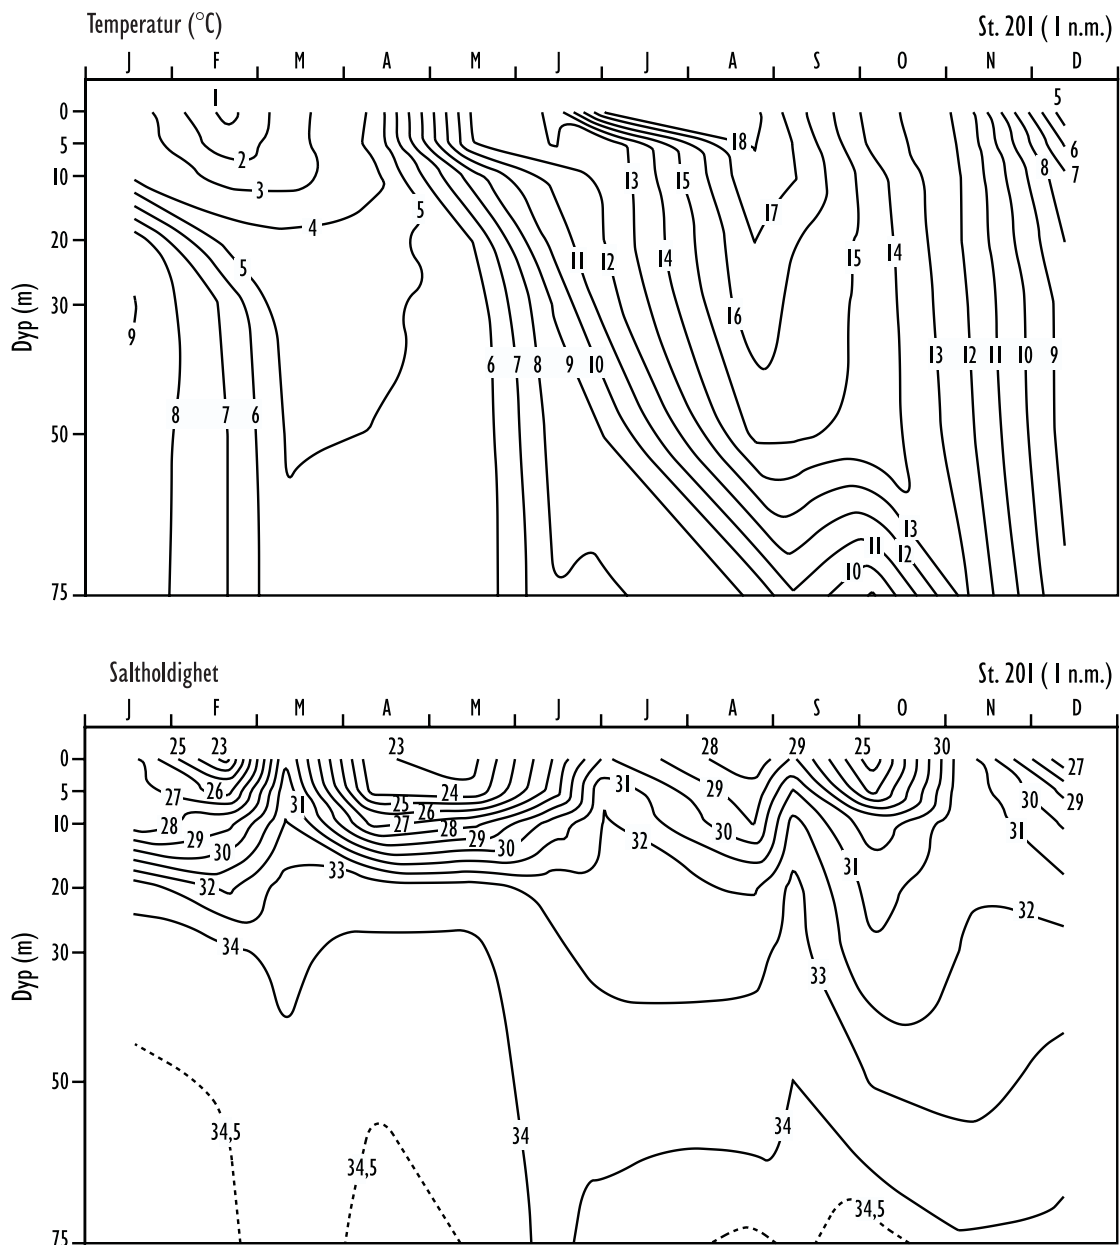 Temperatur (°C) St. 201 ( 1 n.m.)
J F M A M J J A S O N D
1 5
0
5 18 6
2 8 7
10 3 13 15
5 17
4
20 5 11 12 14 15 14
30 16
9
Dyp (m)
6 7 8 9 10 13 12 11 10 9
8 7 6
50
13
11 12
10
75
Saltholdighet St. 201 ( 1 n.m.)
J F M A M J J A S O N D
25 23 23 28 29 25 30
0 27
31 29
5 26 24 30 29
27 31 25 26
10 28 27 28 30 31
29 29 32
30 30 31
33
20 32 32
34
30 33
Dyp (m)
50
34,5 34 34
34,5
34,5
75